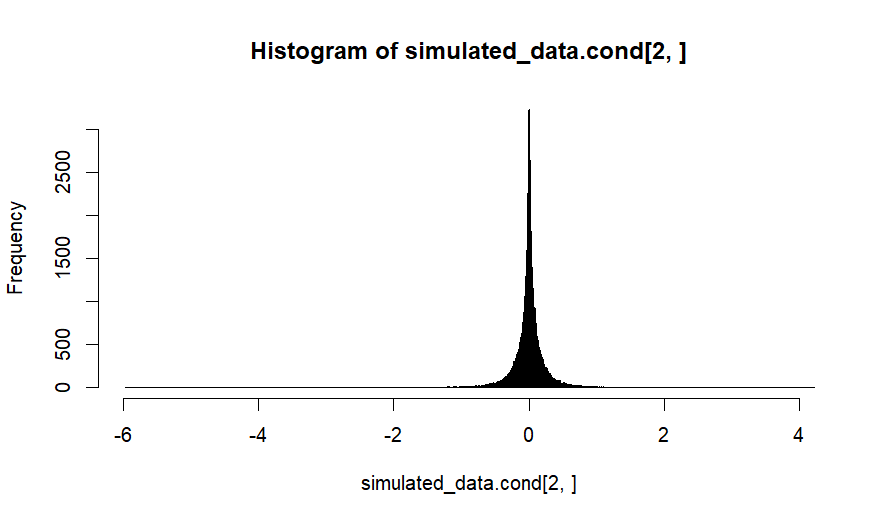 Histogram of simulated_data.cond[2, ]
Frequency
2500
1500
500
0
-6 -4 -2 0 2 4
simulated_data.cond[2, ]